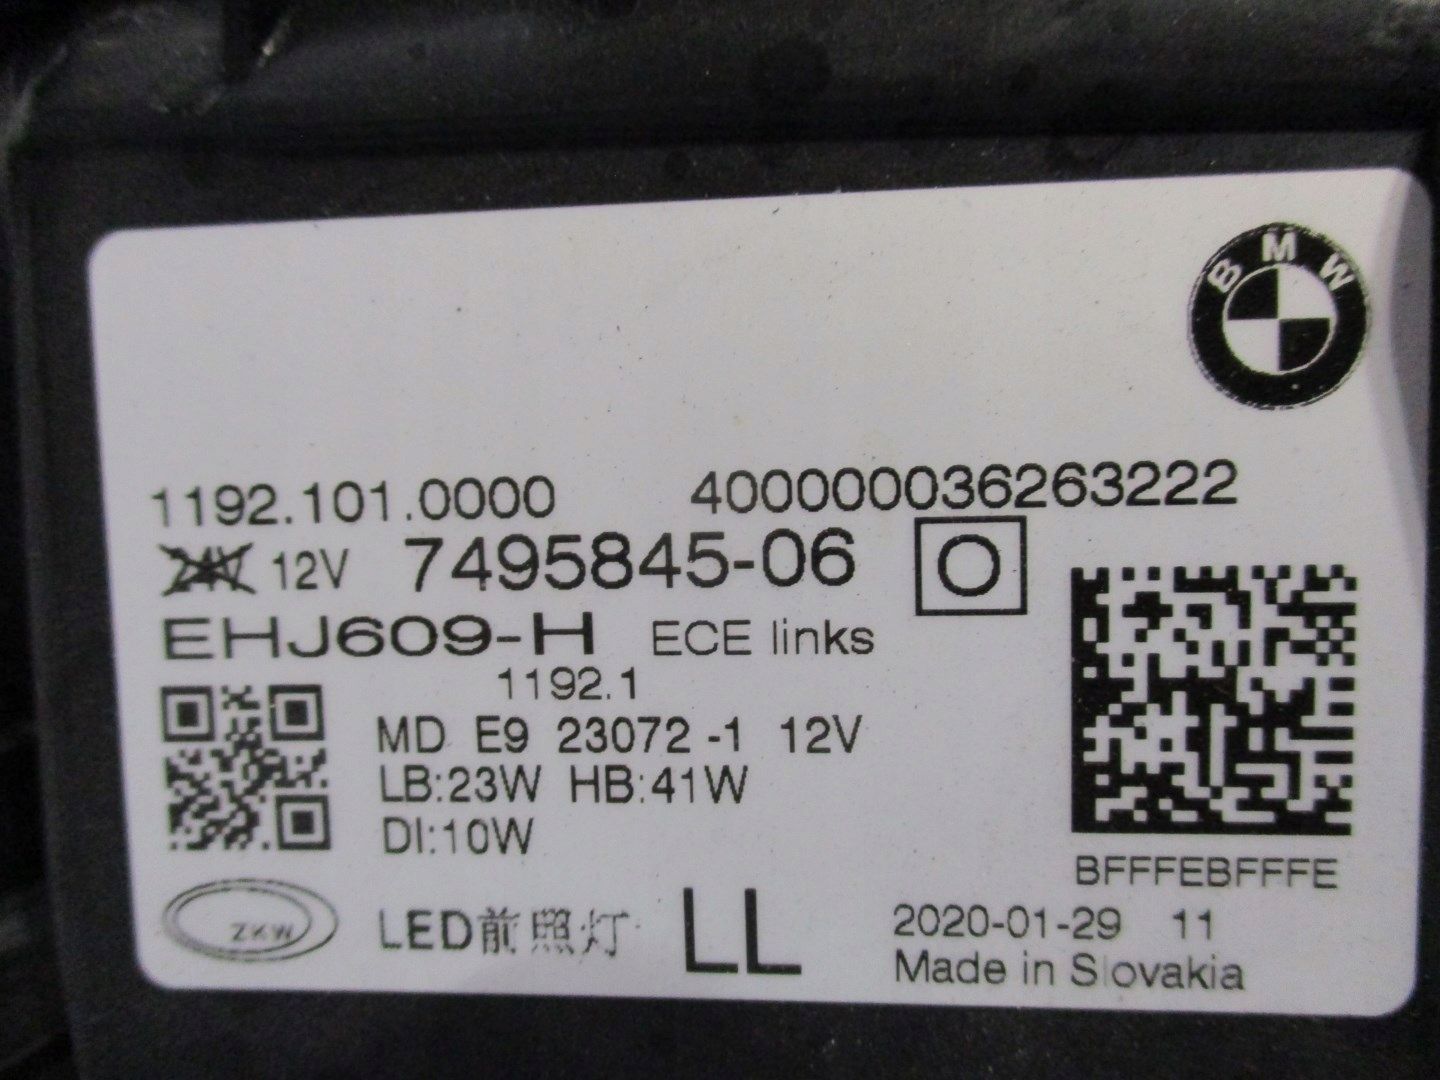 BMW
1192.101.0000 400000036263222
24V 12V 7495845-06
EHJ609-H ECE links
1192.1
MD E9 23072 -1 12V
LB:23W HB:41W
DI:10W
BFFFEBFFFE
ZKW LED前照灯 LL 2020-01-29 11
Made in Slovakia